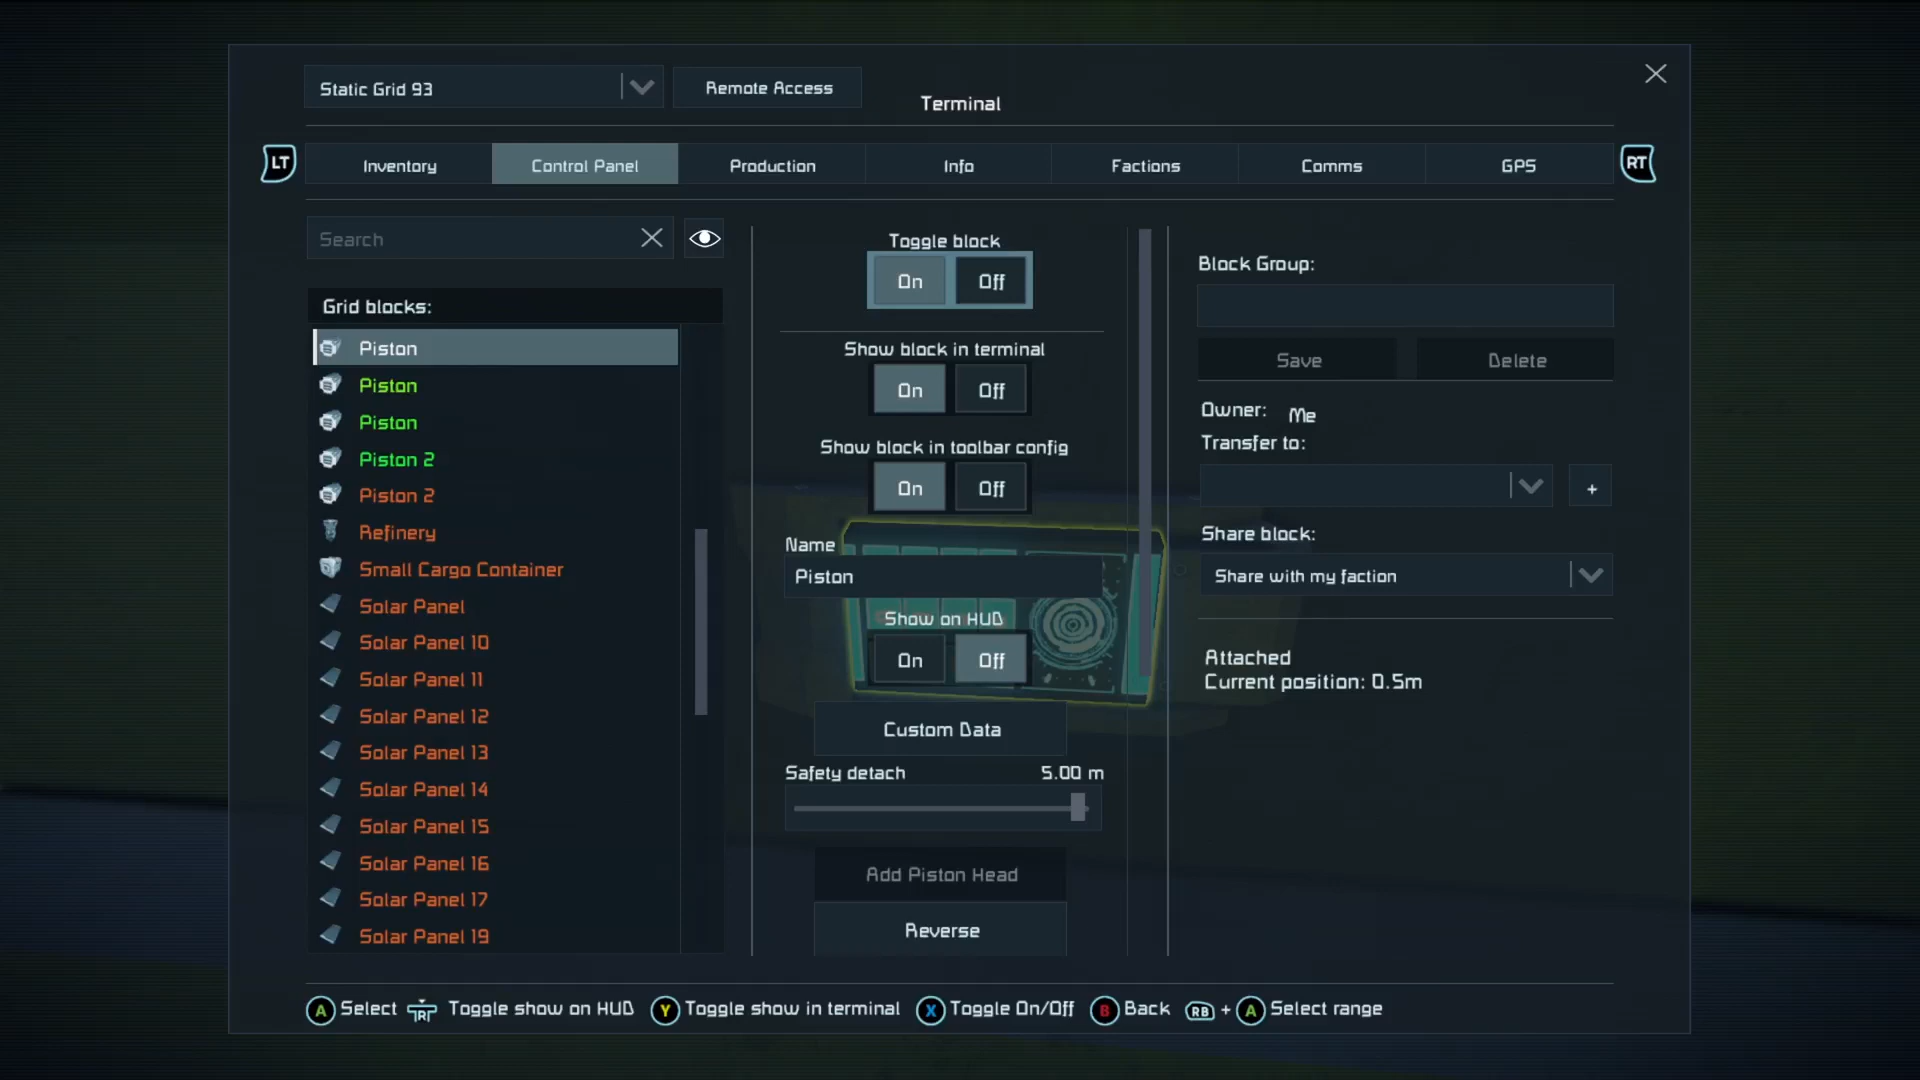 Static Grid 93
Remote Access
Terminal
LT
Inventory
Control Panel
Production
Info
Factions
Comms
GPS
RT
Search
Grid blocks:
Piston
Piston
Piston
Piston 2
Piston 2
Refinery
Small Cargo Container
Solar Panel
Solar Panel 10
Solar Panel 11
Solar Panel 12
Solar Panel 13
Solar Panel 14
Solar Panel 15
Solar Panel 16
Solar Panel 17
Solar Panel 19
Toggle block
On Off
Show block in terminal
On Off
Show block in toolbar config
On Off
Name
Piston
Show on HUD
On Off
Custom Data
Safety detach 5.00 m
Add Piston Head
Reverse
Block Group:
Save Delete
Owner: Me
Transfer to:
+
Share block:
Share with my faction
Attached
Current position: 0.5m
A Select R Toggle show on HUD Y Toggle show in terminal X Toggle On/Off B Back RB + A Select range